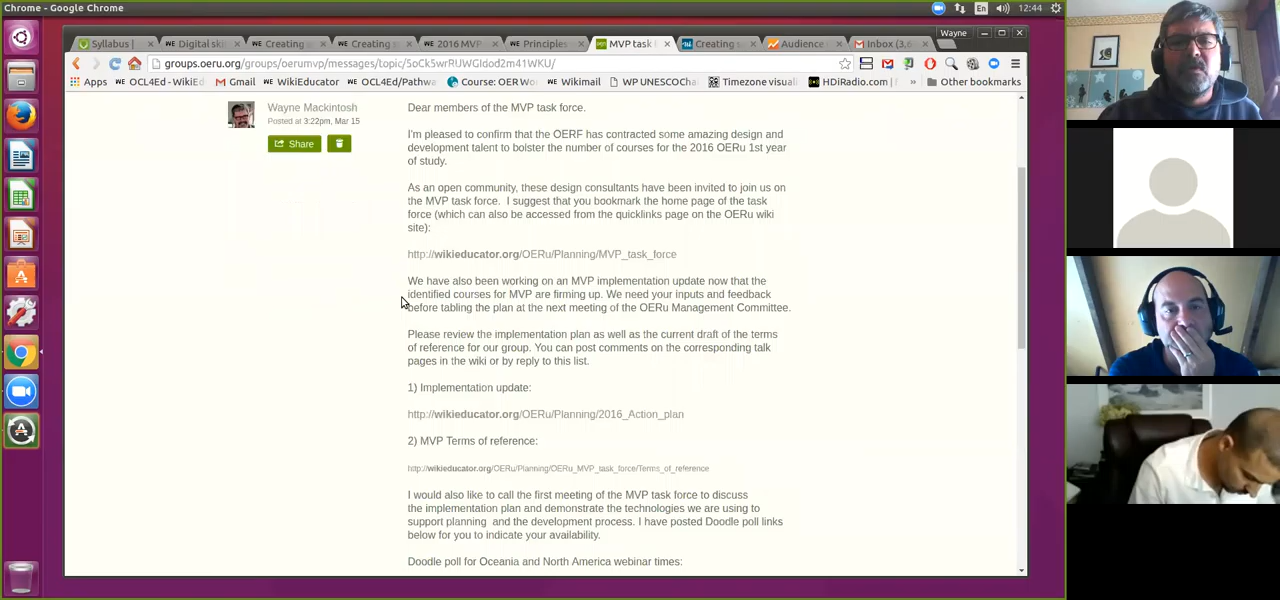 Chrome - Google Chrome
En
12:44
Wayne
Syllabus |
Digital skil
Creating s
Creating s
2016 MVP
Principles
MVP task
Creating s
Audience
Inbox (3,6
groups.oeru.org/groups/oerumvp/messages/topic/5oCk5wrRUWGIdod2m41WKU/
Apps
OCL4Ed - WikiEd
Gmail
WikiEducator
OCL4Ed/Pathwa
Course: OER Wor
Wikimail
WP UNESCOCha
Timezone visuali
HDiRadio.com |
»
Other bookmarks
Wayne Mackintosh
Posted at 3:22pm, Mar 15
Share
Dear members of the MVP task force.
I'm pleased to confirm that the OERF has contracted some amazing design and
development talent to bolster the number of courses for the 2016 OERu 1st year
of study.
As an open community, these design consultants have been invited to join us on
the MVP task force.  I suggest that you bookmark the home page of the task
force (which can also be accessed from the quicklinks page on the OERu wiki
site):
http://wikieducator.org/OERu/Planning/MVP_task_force
We have also been working on an MVP implementation update now that the
identified courses for MVP are firming up. We need your inputs and feedback
before tabling the plan at the next meeting of the OERu Management Committee.
Please review the implementation plan as well as the current draft of the terms
of reference for our group. You can post comments on the corresponding talk
pages in the wiki or by reply to this list.
1) Implementation update:
http://wikieducator.org/OERu/Planning/2016_Action_plan
2) MVP Terms of reference:
http://wikieducator.org/OERu/Planning/OERu_MVP_task_force/Terms_of_reference
I would also like to call the first meeting of the MVP task force to discuss
the implementation plan and demonstrate the technologies we are using to
support planning  and the development process. I have posted Doodle poll links
below for you to indicate your availability.
Doodle poll for Oceania and North America webinar times: